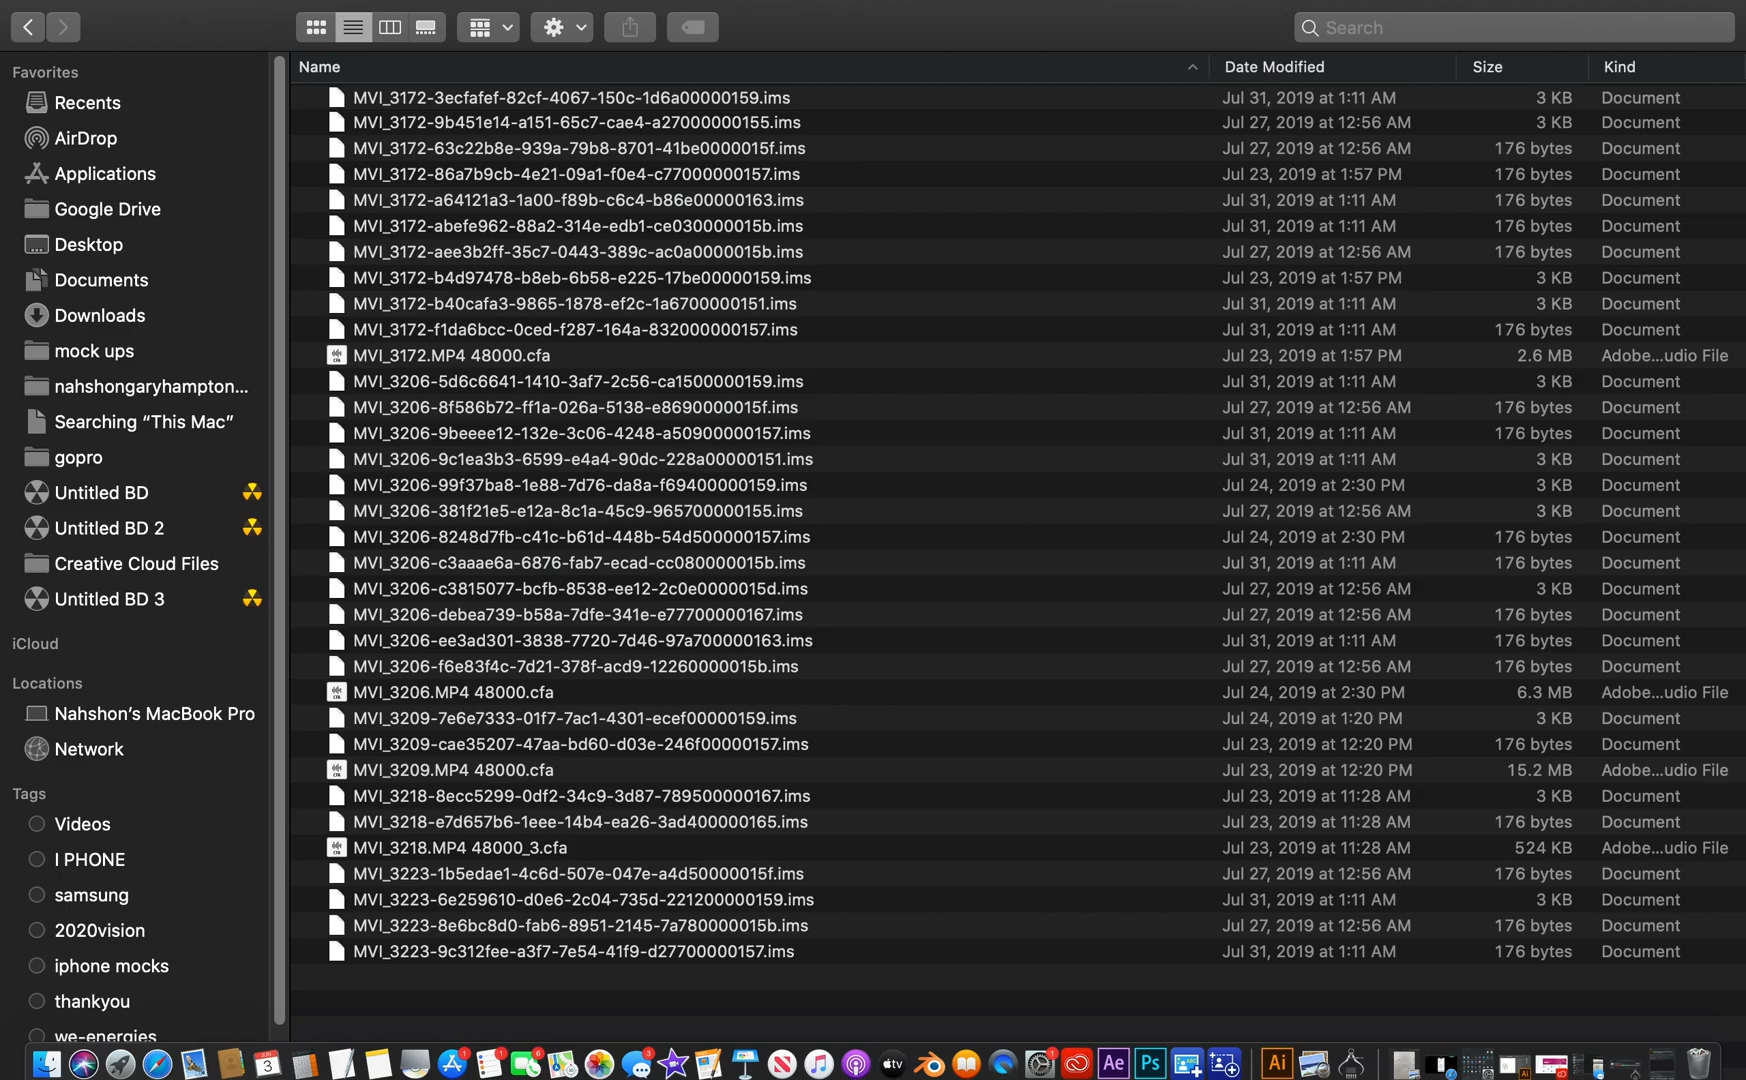 Search
Favorites
Recents
AirDrop
Applications
Google Drive
Desktop
Documents
Downloads
mock ups
nahshongaryhampton...
Searching “This Mac”
gopro
Untitled BD
Untitled BD 2
Creative Cloud Files
Untitled BD 3
iCloud
Locations
Nahshon's MacBook Pro
Network
Tags
Videos
I PHONE
samsung
2020vision
iphone mocks
thankyou
we-energies
Name Date Modified Size Kind
MVI_3172-3ecfafef-82cf-4067-150c-1d6a00000159.ims Jul 31, 2019 at 1:11 AM 3 KB Document
MVI_3172-9b451e14-a151-65c7-cae4-a27000000155.ims Jul 27, 2019 at 12:56 AM 3 KB Document
MVI_3172-63c22b8e-939a-79b8-8701-41be0000015f.ims Jul 27, 2019 at 12:56 AM 176 bytes Document
MVI_3172-86a7b9cb-4e21-09a1-f0e4-c77000000157.ims Jul 23, 2019 at 1:57 PM 176 bytes Document
MVI_3172-a64121a3-1a00-f89b-c6c4-b86e00000163.ims Jul 31, 2019 at 1:11 AM 176 bytes Document
MVI_3172-abefe962-88a2-314e-edb1-ce030000015b.ims Jul 31, 2019 at 1:11 AM 176 bytes Document
MVI_3172-aee3b2ff-35c7-0443-389c-ac0a0000015b.ims Jul 27, 2019 at 12:56 AM 176 bytes Document
MVI_3172-b4d97478-b8eb-6b58-e225-17be00000159.ims Jul 23, 2019 at 1:57 PM 3 KB Document
MVI_3172-b40cafa3-9865-1878-ef2c-1a6700000151.ims Jul 31, 2019 at 1:11 AM 3 KB Document
MVI_3172-f1da6bcc-0ced-f287-164a-832000000157.ims Jul 31, 2019 at 1:11 AM 176 bytes Document
MVI_3172.MP4 48000.cfa Jul 23, 2019 at 1:57 PM 2.6 MB Adobe...udio File
MVI_3206-5d6c6641-1410-3af7-2c56-ca1500000159.ims Jul 31, 2019 at 1:11 AM 3 KB Document
MVI_3206-8f586b72-ff1a-026a-5138-e8690000015f.ims Jul 27, 2019 at 12:56 AM 176 bytes Document
MVI_3206-9beeee12-132e-3c06-4248-a50900000157.ims Jul 31, 2019 at 1:11 AM 176 bytes Document
MVI_3206-9c1ea3b3-6599-e4a4-90dc-228a00000151.ims Jul 31, 2019 at 1:11 AM 3 KB Document
MVI_3206-99f37ba8-1e88-7d76-da8a-f69400000159.ims Jul 24, 2019 at 2:30 PM 3 KB Document
MVI_3206-381f21e5-e12a-8c1a-45c9-965700000155.ims Jul 27, 2019 at 12:56 AM 3 KB Document
MVI_3206-8248d7fb-c41c-b61d-448b-54d500000157.ims Jul 24, 2019 at 2:30 PM 176 bytes Document
MVI_3206-c3aaae6a-6876-fab7-ecad-cc080000015b.ims Jul 31, 2019 at 1:11 AM 176 bytes Document
MVI_3206-c3815077-bcfb-8538-ee12-2c0e0000015d.ims Jul 27, 2019 at 12:56 AM 3 KB Document
MVI_3206-debea739-b58a-7dfe-341e-e77700000167.ims Jul 27, 2019 at 12:56 AM 176 bytes Document
MVI_3206-ee3ad301-3838-7720-7d46-97a700000163.ims Jul 31, 2019 at 1:11 AM 176 bytes Document
MVI_3206-f6e83f4c-7d21-378f-acd9-12260000015b.ims Jul 27, 2019 at 12:56 AM 176 bytes Document
MVI_3206.MP4 48000.cfa Jul 24, 2019 at 2:30 PM 6.3 MB Adobe...udio File
MVI_3209-7e6e7333-01f7-7ac1-4301-ecef00000159.ims Jul 24, 2019 at 1:20 PM 3 KB Document
MVI_3209-cae35207-47aa-bd60-d03e-246f00000157.ims Jul 23, 2019 at 12:20 PM 176 bytes Document
MVI_3209.MP4 48000.cfa Jul 23, 2019 at 12:20 PM 15.2 MB Adobe...udio File
MVI_3218-8ecc5299-0df2-34c9-3d87-789500000167.ims Jul 23, 2019 at 11:28 AM 3 KB Document
MVI_3218-e7d657b6-1eee-14b4-ea26-3ad400000165.ims Jul 23, 2019 at 11:28 AM 176 bytes Document
MVI_3218.MP4 48000_3.cfa Jul 23, 2019 at 11:28 AM 524 KB Adobe...udio File
MVI_3223-1b5edae1-4c6d-507e-047e-a4d50000015f.ims Jul 27, 2019 at 12:56 AM 176 bytes Document
MVI_3223-6e259610-d0e6-2c04-735d-221200000159.ims Jul 31, 2019 at 1:11 AM 3 KB Document
MVI_3223-8e6bc8d0-fab6-8951-2145-7a780000015b.ims Jul 27, 2019 at 12:56 AM 176 bytes Document
MVI_3223-9c312fee-a3f7-7e54-41f9-d27700000157.ims Jul 31, 2019 at 1:11 AM 176 bytes Document
JUN 3 1 1 6 3 tv 1 Ae Ps Ai